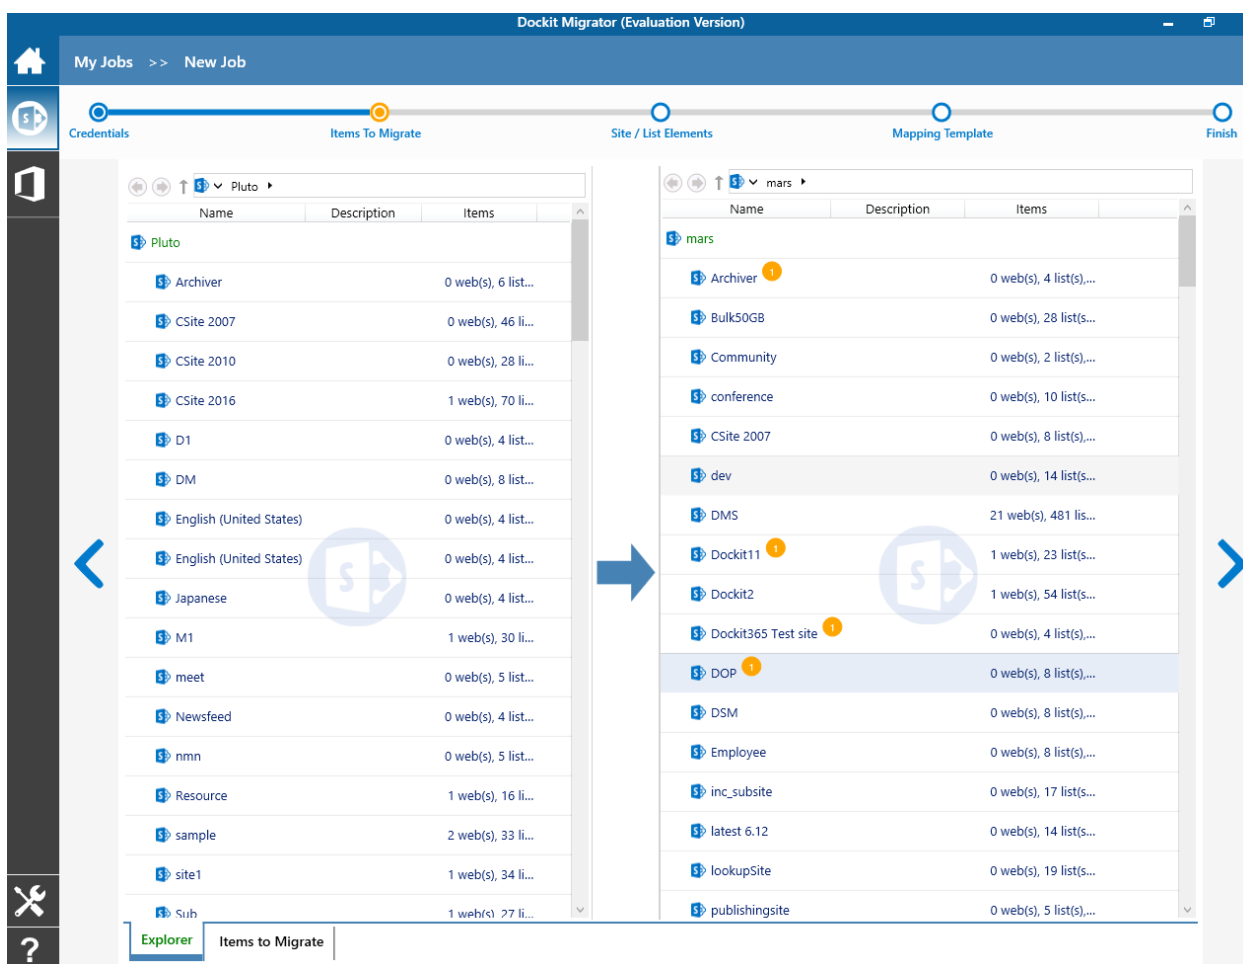 Dockit Migrator (Evaluation Version)
My Jobs >> New Job
Credentials Items To Migrate Site / List Elements Mapping Template Finish
Pluto
Name Description Items
Pluto
Archiver 0 web(s), 6 list...
CSite 2007 0 web(s), 46 li...
CSite 2010 0 web(s), 28 li...
CSite 2016 1 web(s), 70 li...
D1 0 web(s), 4 list...
DM 0 web(s), 8 list...
English (United States) 0 web(s), 4 list...
English (United States) 0 web(s), 4 list...
Japanese 0 web(s), 4 list...
M1 1 web(s), 30 li...
meet 0 web(s), 5 list...
Newsfeed 0 web(s), 4 list...
nmn 0 web(s), 5 list...
Resource 1 web(s), 16 li...
sample 2 web(s), 33 li...
site1 1 web(s), 34 li...
Sub 1 web(s), 27 li...
mars
Name Description Items
mars
Archiver 1 0 web(s), 4 list(s),...
Bulk50GB 0 web(s), 28 list(s...
Community 0 web(s), 2 list(s),...
conference 0 web(s), 10 list(s...
CSite 2007 0 web(s), 8 list(s),...
dev 0 web(s), 14 list(s...
DMS 21 web(s), 481 lis...
Dockit11 1 1 web(s), 23 list(s...
Dockit2 1 web(s), 54 list(s...
Dockit365 Test site 1 0 web(s), 4 list(s),...
DOP 1 0 web(s), 8 list(s),...
DSM 0 web(s), 8 list(s),...
Employee 0 web(s), 8 list(s),...
inc_subsite 0 web(s), 17 list(s...
latest 6.12 0 web(s), 14 list(s...
lookupSite 0 web(s), 19 list(s...
publishingsite 0 web(s), 5 list(s),...
Explorer Items to Migrate